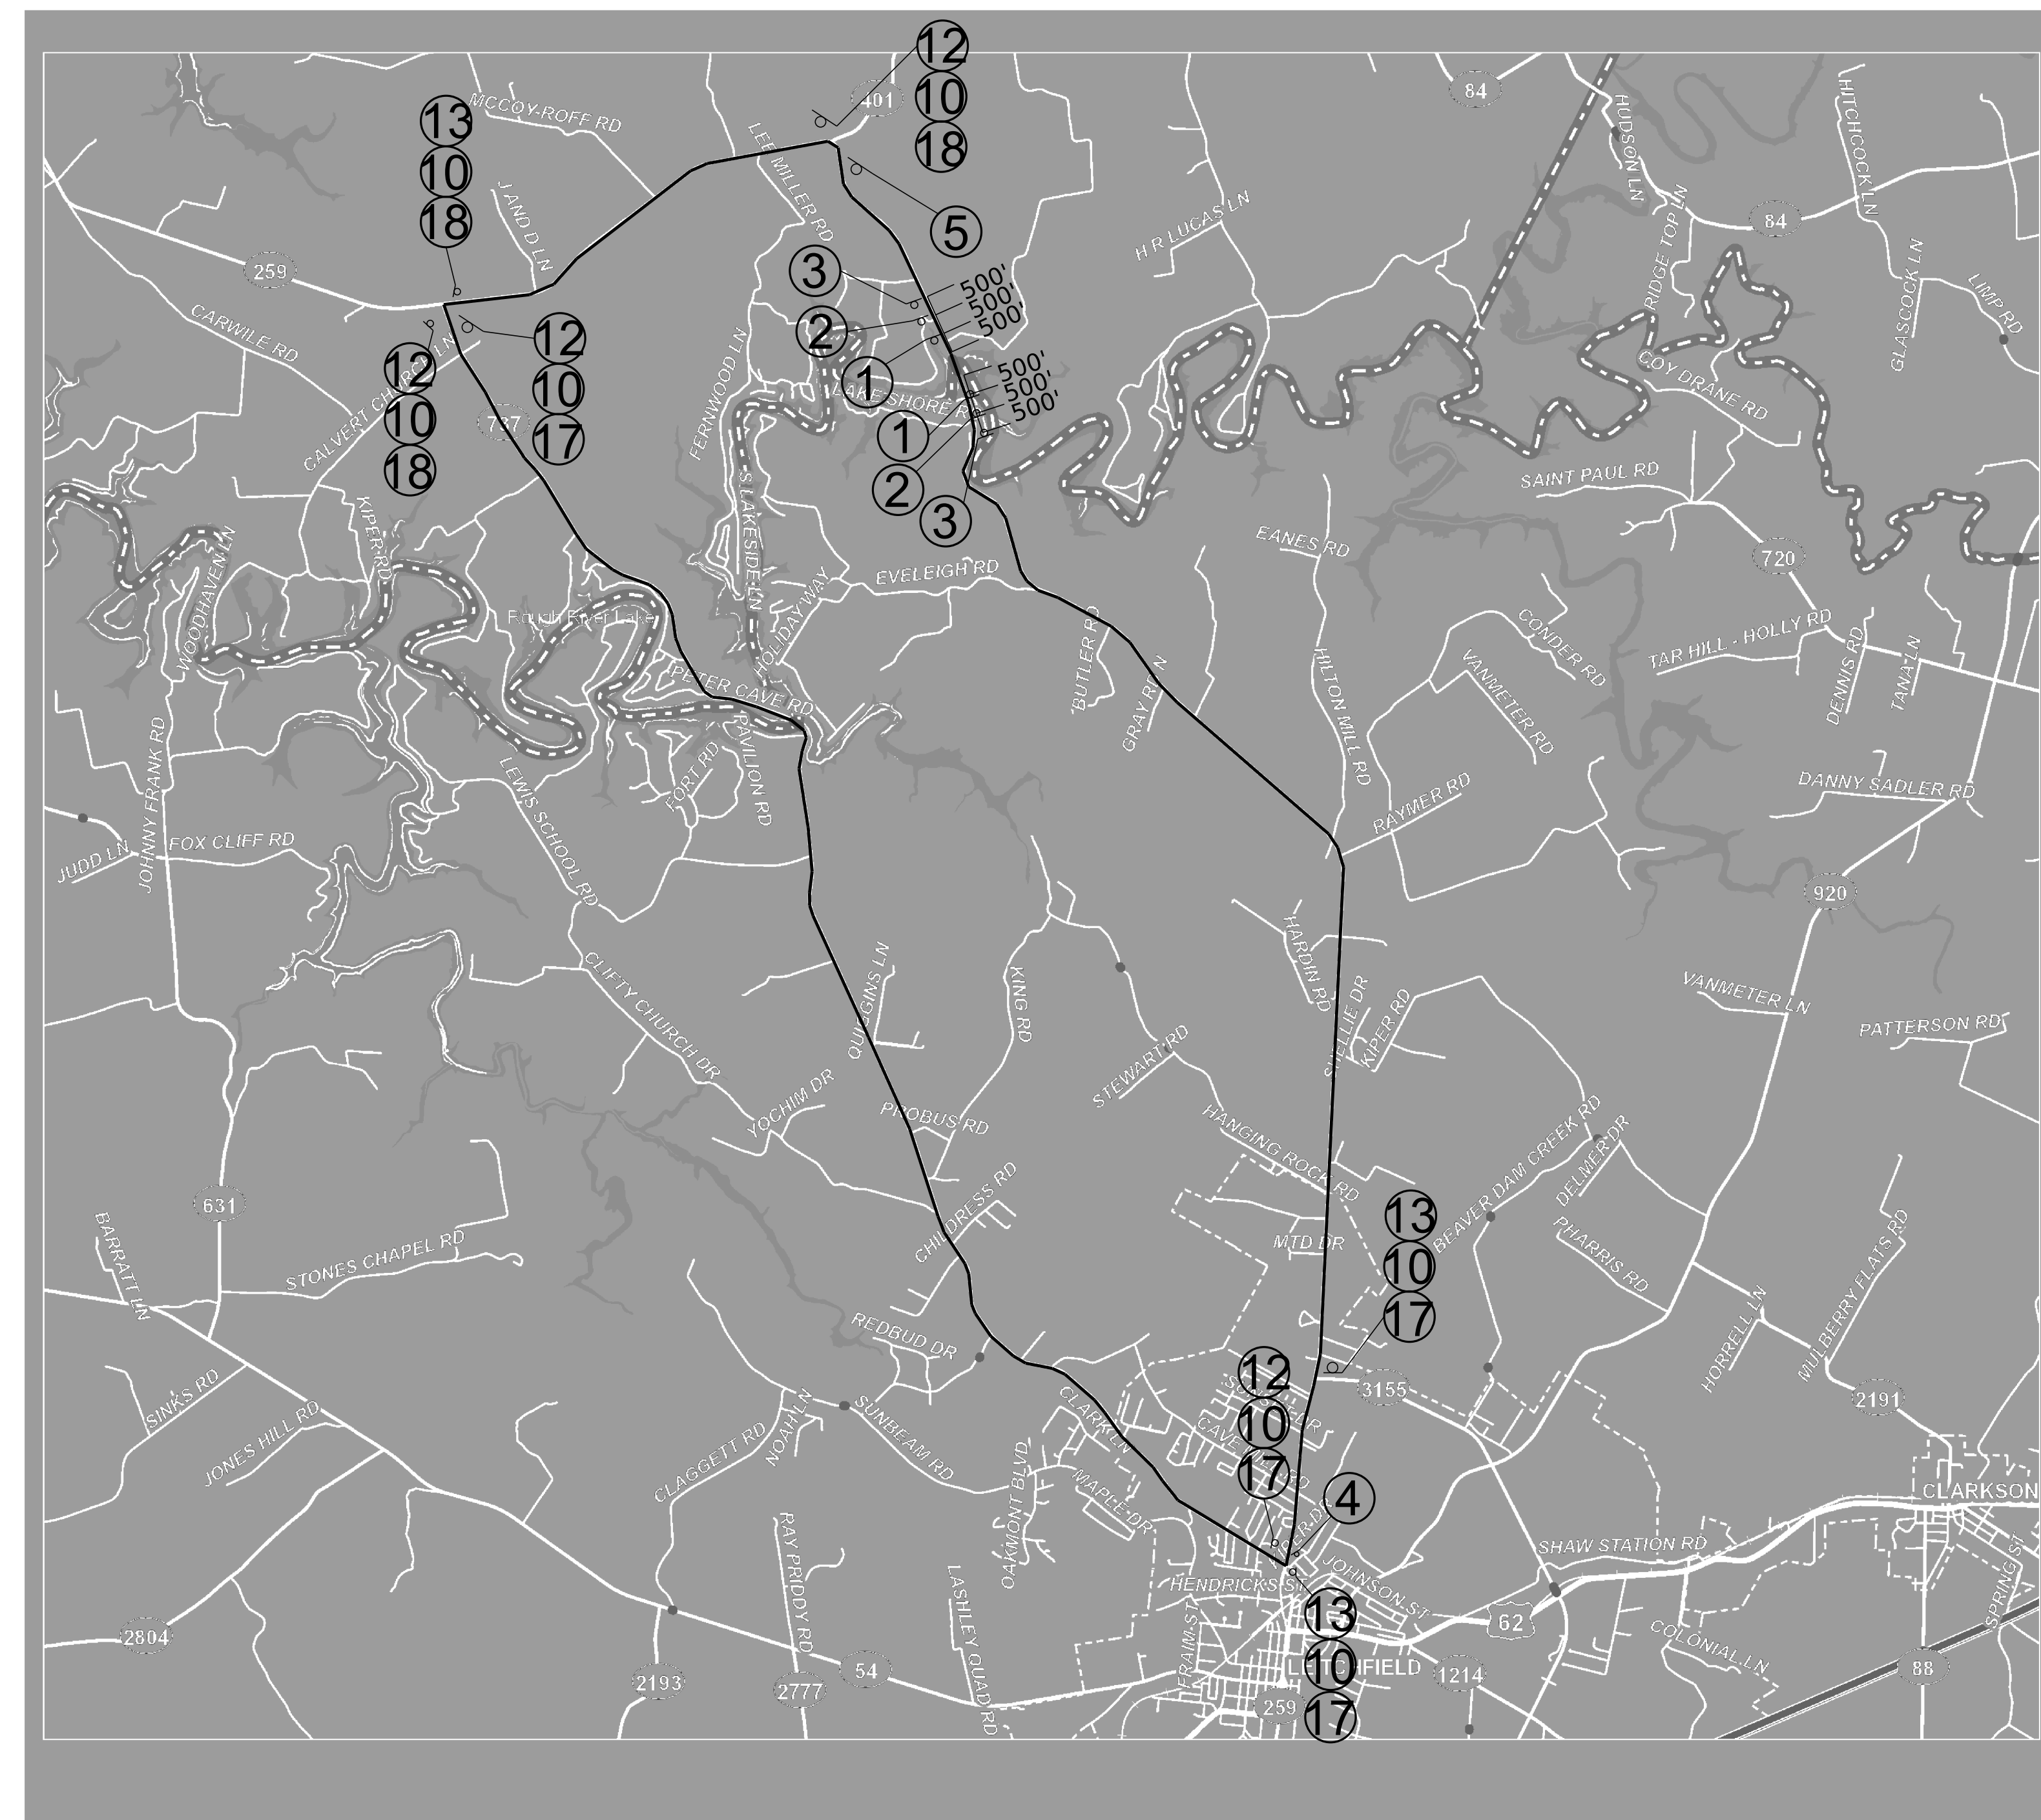 12
10
18
401
84
13
10
18
MCCOY-ROFF RD
LEE MILLER RD
HUDSON LN
HITCHCOCK LN
J AND D LN
5
H R LUCAS LN
RIDGE TOP LN
84
259
3
500'
500'
500'
GLASCOCK LN
LIMP RD
CARWILE RD
2
12
10
17
12
10
18
CALVERT CHURCH LN
737
FERNWOOD LN
1
LAKE SHORE RD
500'
500'
500'
COY DRANE RD
1
2
3
SAINT PAUL RD
KIPER RD
WOODHAVEN LN
S LAKESIDE LN
EANES RD
720
EVELEIGH RD
HOLIDAY WAY
Rough River Lake
BUTLER RD
CONDER RD
TAR HILL - HOLLY RD
DENNIS RD
TANA LN
VANMETER RD
HILTON MILL RD
GRAY RD N
PETER CAVE RD
PAVILION RD
FORT RD
LEWIS SCHOOL RD
JOHNNY FRANK RD
DANNY SADLER RD
RAYMER RD
JUDD LN
FOX CLIFF RD
920
HARDIN RD
QUIGGINS LN
KING RD
CLIFTY CHURCH DR
VANMETER LN
PATTERSON RD
SHELLIE DR
KIPER RD
STEWART RD
YOCHIM DR
PROBUS RD
HANGING ROCK RD
BEAVER DAM CREEK RD
DELMER DR
631
CHILDRESS RD
13
10
17
BARRATT LN
STONES CHAPEL RD
MTD DR
PHARRIS RD
MULBERRY FLATS RD
HORRELL LN
REDBUD DR
12
10
17
3155
2191
SINKS RD
JONES HILL RD
CLARK LN
CLAGGETT RD
NOAH LN
SUNBEAM RD
OAKMONT BLVD
MAPLE DR
4
CLARKSON
SHAW STATION RD
RAY PRIDDY RD
LASHLEY QUAD RD
HENDRICKS ST
JOHNSON ST
FRAIM ST
SPRING ST
62
13
10
17
2804
COLONIAL LN
2193
54
2777
LEITCHFIELD
1214
88
259